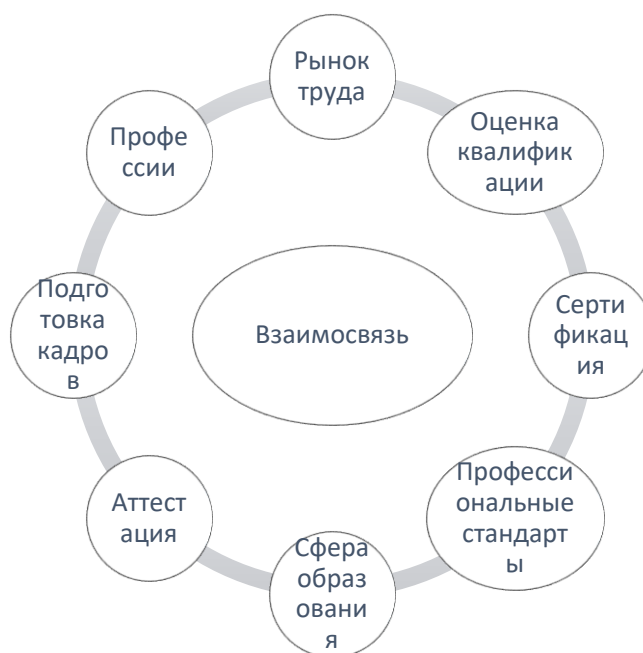 Рынок
труда
Оценка
квалифик
ации
Серти
фикац
ия
Професси
ональные
стандарт
ы
Сфера
образ
овани
я
Аттест
ация
Подго
товка
кадро
в
Профе
ссии
Взаимосвязь